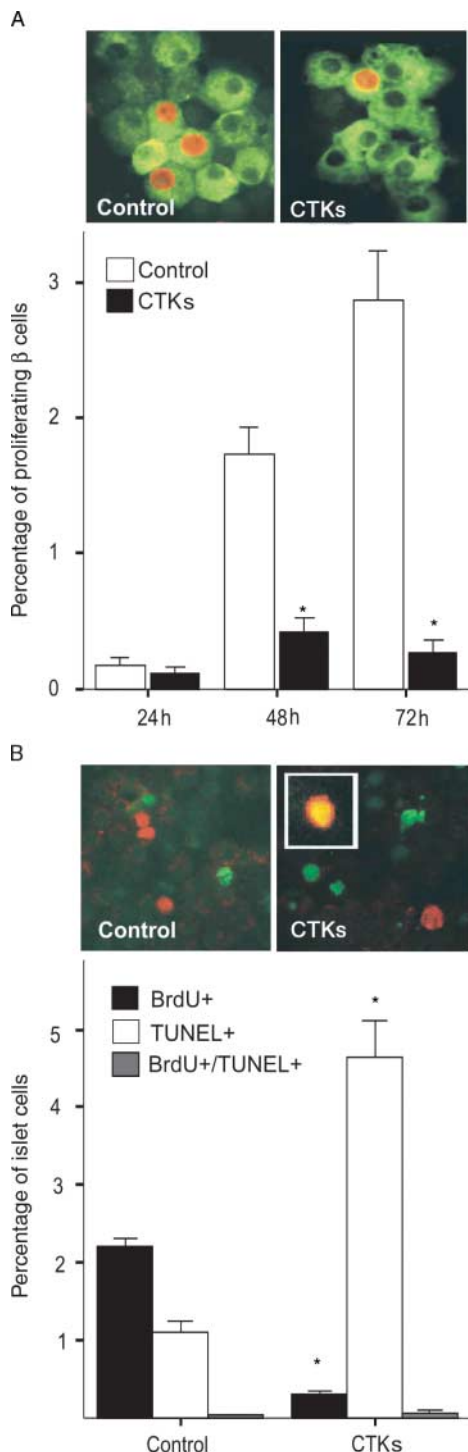 A
Control
CTKs
Percentage of proliferating β cells
3
2
1
0
Control
CTKs
*
*
24h
48h
72h
B
Control
CTKs
Percentage of islet cells
5
4
3
2
1
BrdU+
TUNEL+
BrdU+/TUNEL+
*
*
Control
CTKs